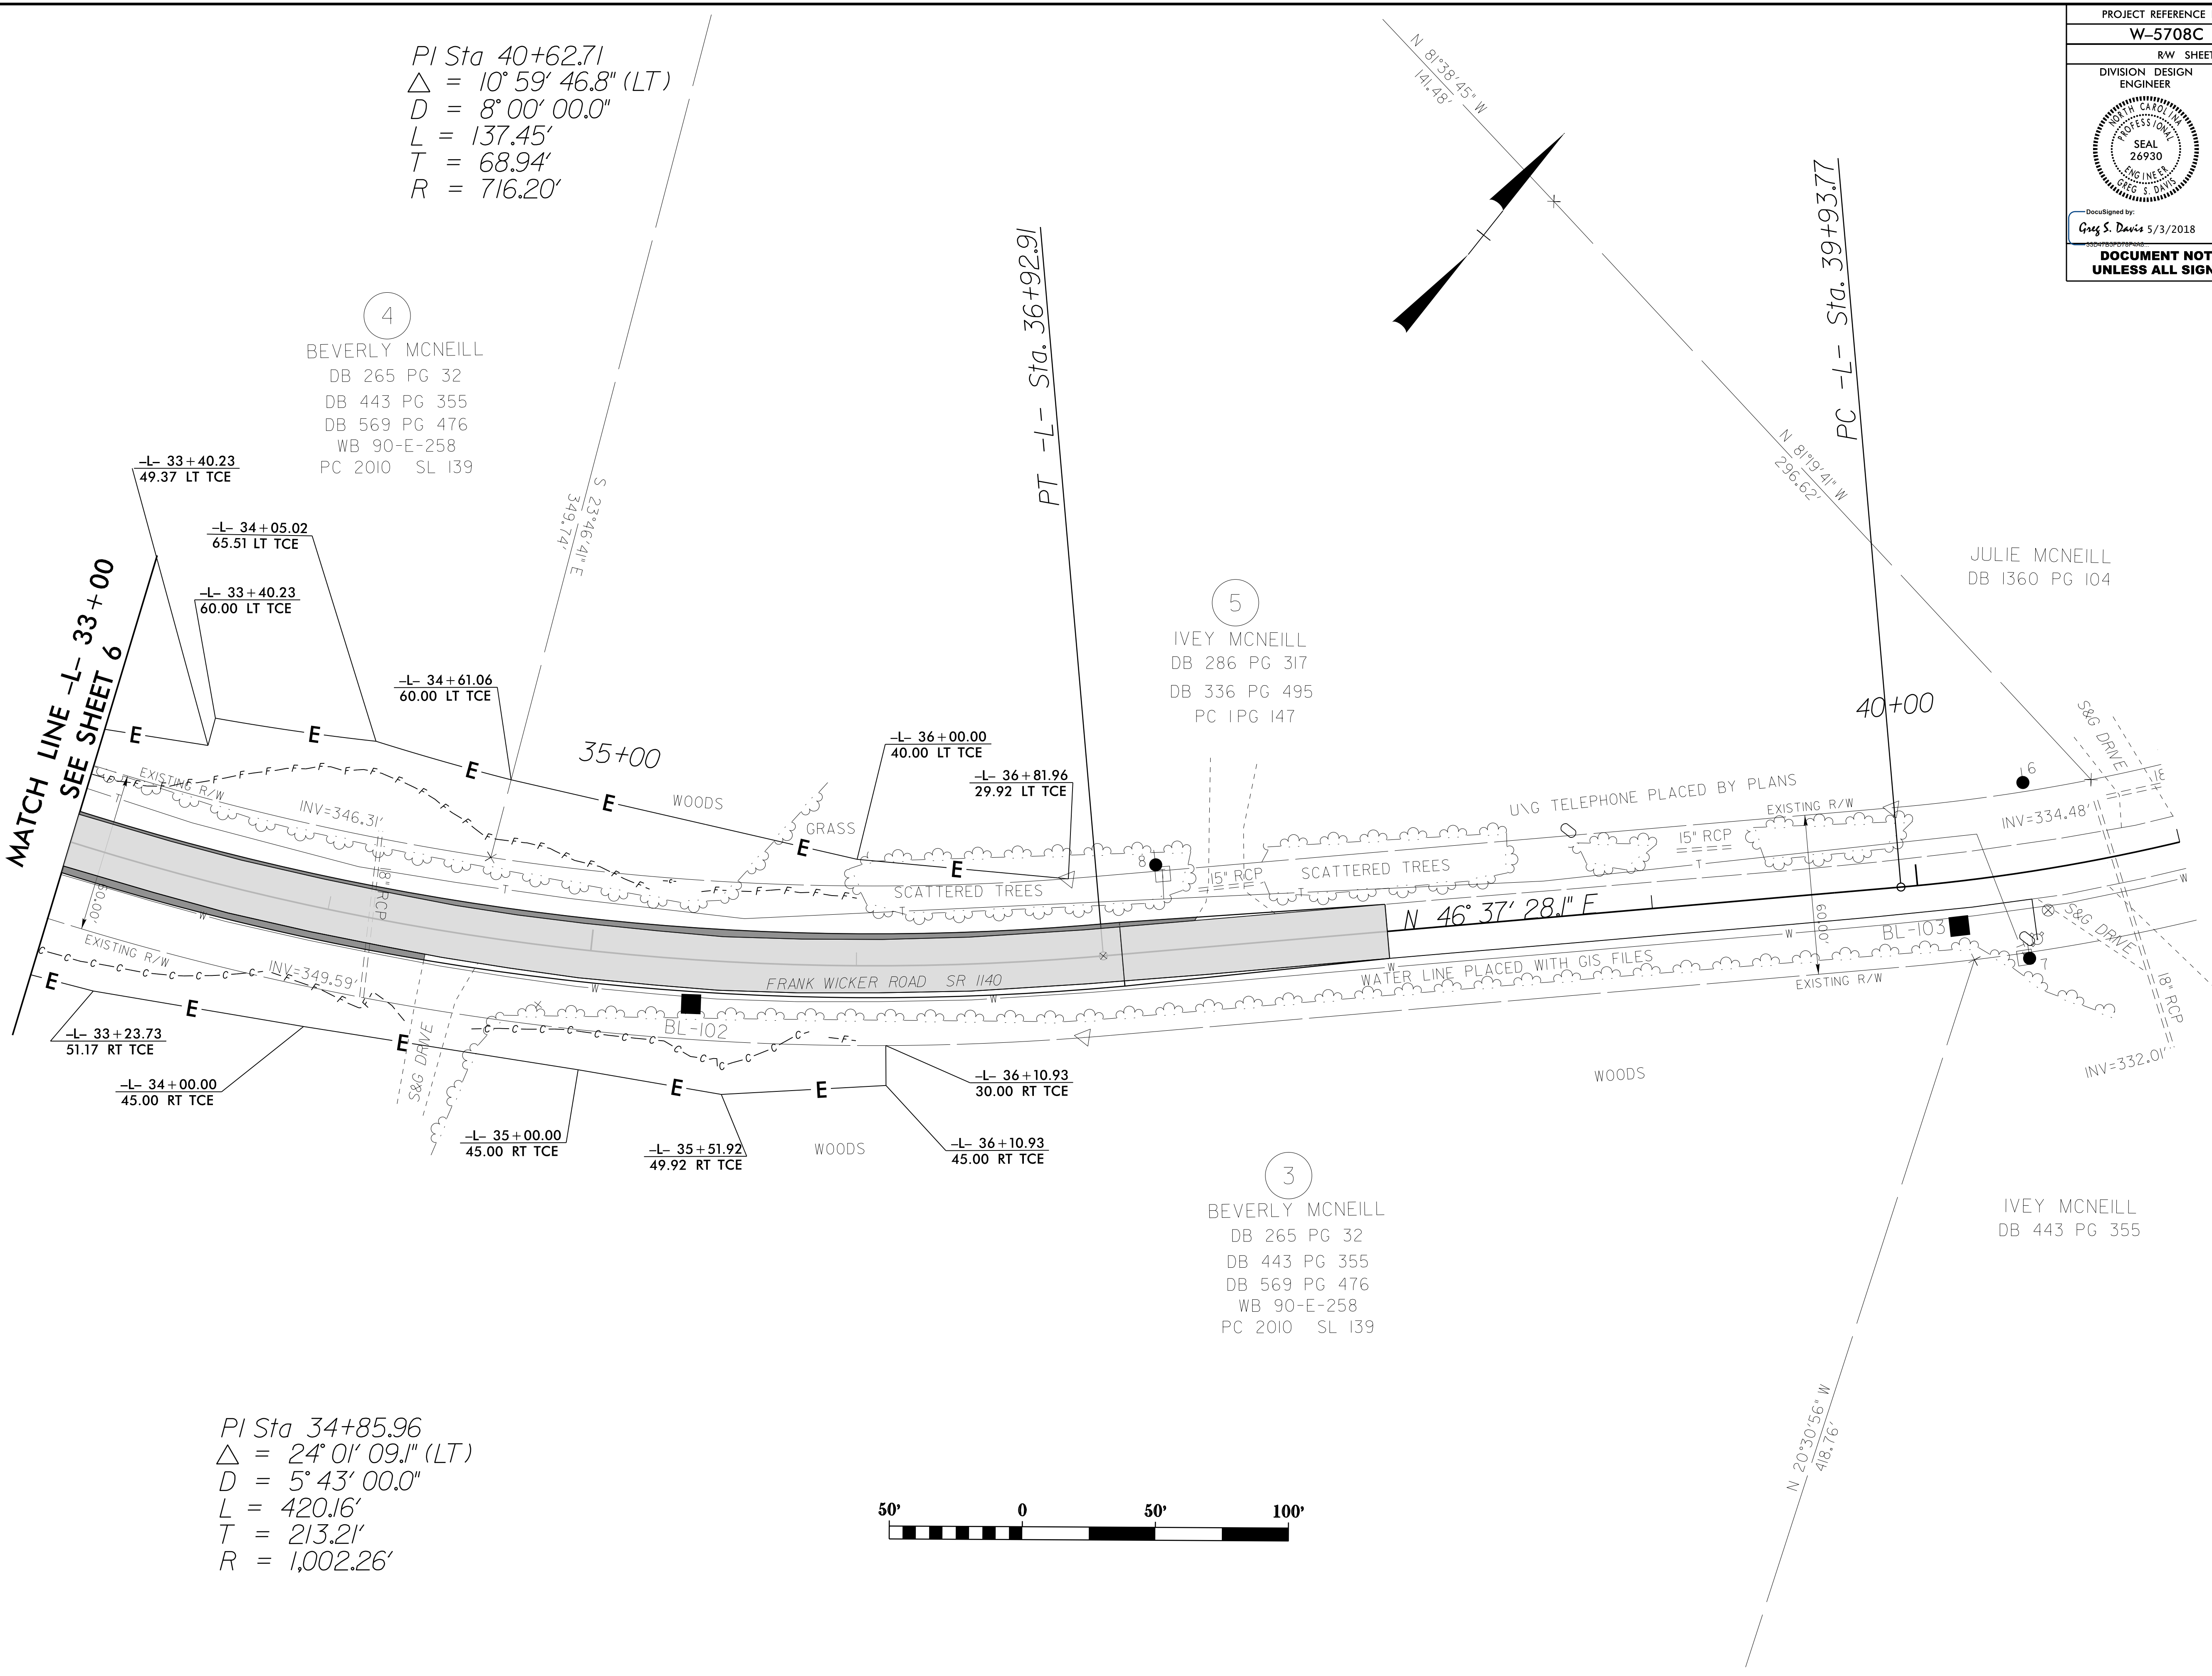 PROJECT REFERENCE
W–5708C
R/W SHEET
DIVISION DESIGN
ENGINEER
NORTH CAROLINA
PROFESSIONAL
SEAL
26930
ENGINEER
GREG S. DAVIS
DocuSigned by:
Greg S. Davis 5/3/2018
DOCUMENT NOT
UNLESS ALL SIGN
PI Sta 40+62.71
△ = 10° 59' 46.8" (LT)
D = 8° 00' 00.0"
L = 137.45'
T = 68.94'
R = 716.20'
N 81°38'45" W
141.48'
4
BEVERLY MCNEILL
DB 265 PG 32
DB 443 PG 355
DB 569 PG 476
WB 90-E-258
PC 2010 SL 139
S 23°46'41" E
349.74'
PT -L- Sta. 36+92.91
PC -L- Sta. 39+93.77
N 81°19'41" W
296.62'
JULIE MCNEILL
DB 1360 PG 104
5
IVEY MCNEILL
DB 286 PG 317
DB 336 PG 495
PC 1 PG 147
–L– 33+40.23
49.37 LT TCE
–L– 34+05.02
65.51 LT TCE
–L– 33+40.23
60.00 LT TCE
–L– 34+61.06
60.00 LT TCE
–L– 36+00.00
40.00 LT TCE
–L– 36+81.96
29.92 LT TCE
MATCH LINE –L– 33+00
SEE SHEET 6
35+00
40+00
E E E E E E
EXISTING R/W
INV=346.31'
WOODS
GRASS
SCATTERED TREES
8
15" RCP
SCATTERED TREES
U\G TELEPHONE PLACED BY PLANS
15" RCP
EXISTING R/W
6
S&G DRIVE
18
INV=334.48'
18" RCP
60.00'
N 46° 37' 28.1" E
60.00'
FRANK WICKER ROAD SR 1140
WATER LINE PLACED WITH GIS FILES
EXISTING R/W
BL-103
7
S&G DRIVE
18" RCP
INV=332.01'
EXISTING R/W
INV=349.59'
BL-102
S&G DRIVE
E E E E E
–L– 33+23.73
51.17 RT TCE
–L– 34+00.00
45.00 RT TCE
–L– 35+00.00
45.00 RT TCE
–L– 35+51.92
49.92 RT TCE
–L– 36+10.93
30.00 RT TCE
–L– 36+10.93
45.00 RT TCE
WOODS
WOODS
3
BEVERLY MCNEILL
DB 265 PG 32
DB 443 PG 355
DB 569 PG 476
WB 90-E-258
PC 2010 SL 139
IVEY MCNEILL
DB 443 PG 355
N 20°30'56" W
418.76'
PI Sta 34+85.96
△ = 24° 01' 09.1" (LT)
D = 5° 43' 00.0"
L = 420.16'
T = 213.21'
R = 1,002.26'
50' 0 50' 100'